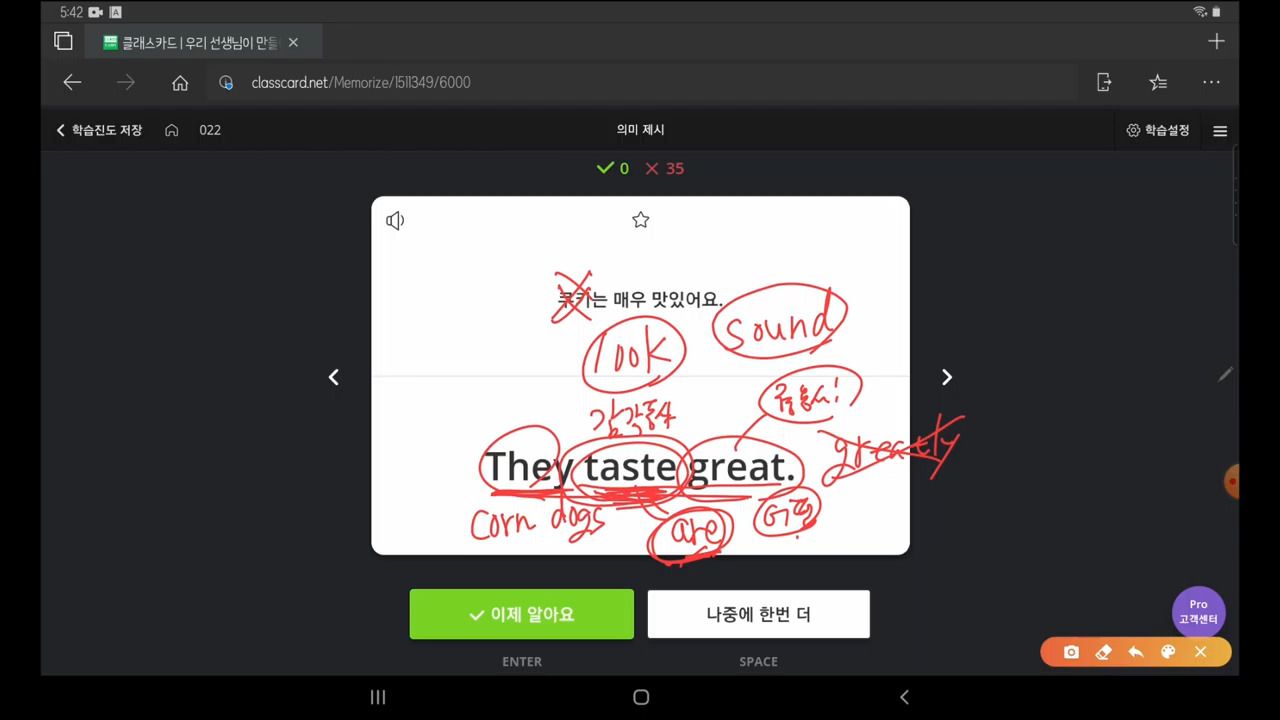 5:42 A
클래스카드 | 우리 선생님이 만들
classcard.net/Memorize/1511349/6000
학습진도 저장 022 의미 제시 학습설정
0 35
쿠키는 매우 맛있어요.
sound
look
감각동사
형용사!
They taste great. greatly
corn dogs are
이제 알아요 나중에 한번 더
Pro
고객센터
ENTER SPACE